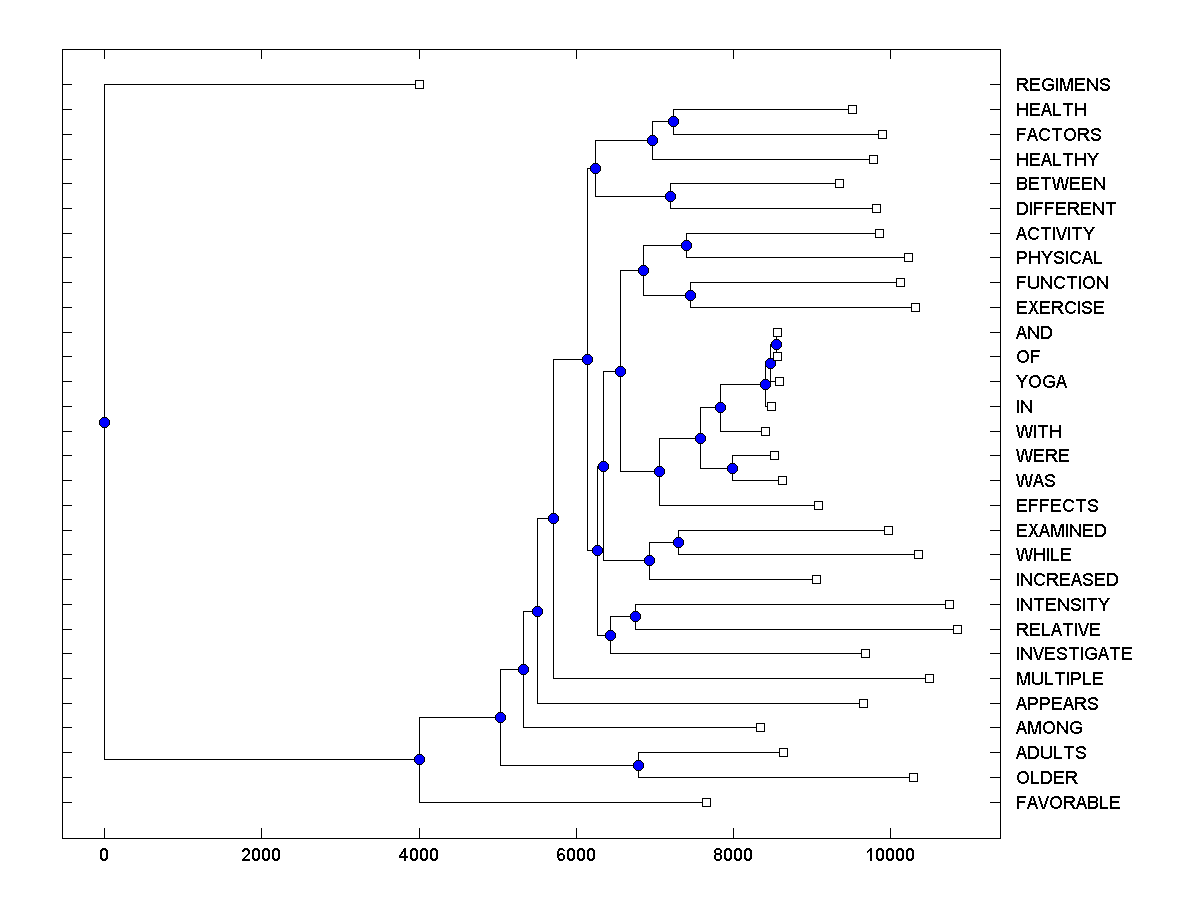 REGIMENS
HEALTH
FACTORS
HEALTHY
BETWEEN
DIFFERENT
ACTIVITY
PHYSICAL
FUNCTION
EXERCISE
AND
OF
YOGA
IN
WITH
WERE
WAS
EFFECTS
EXAMINED
WHILE
INCREASED
INTENSITY
RELATIVE
INVESTIGATE
MULTIPLE
APPEARS
AMONG
ADULTS
OLDER
FAVORABLE
0 2000 4000 6000 8000 10000